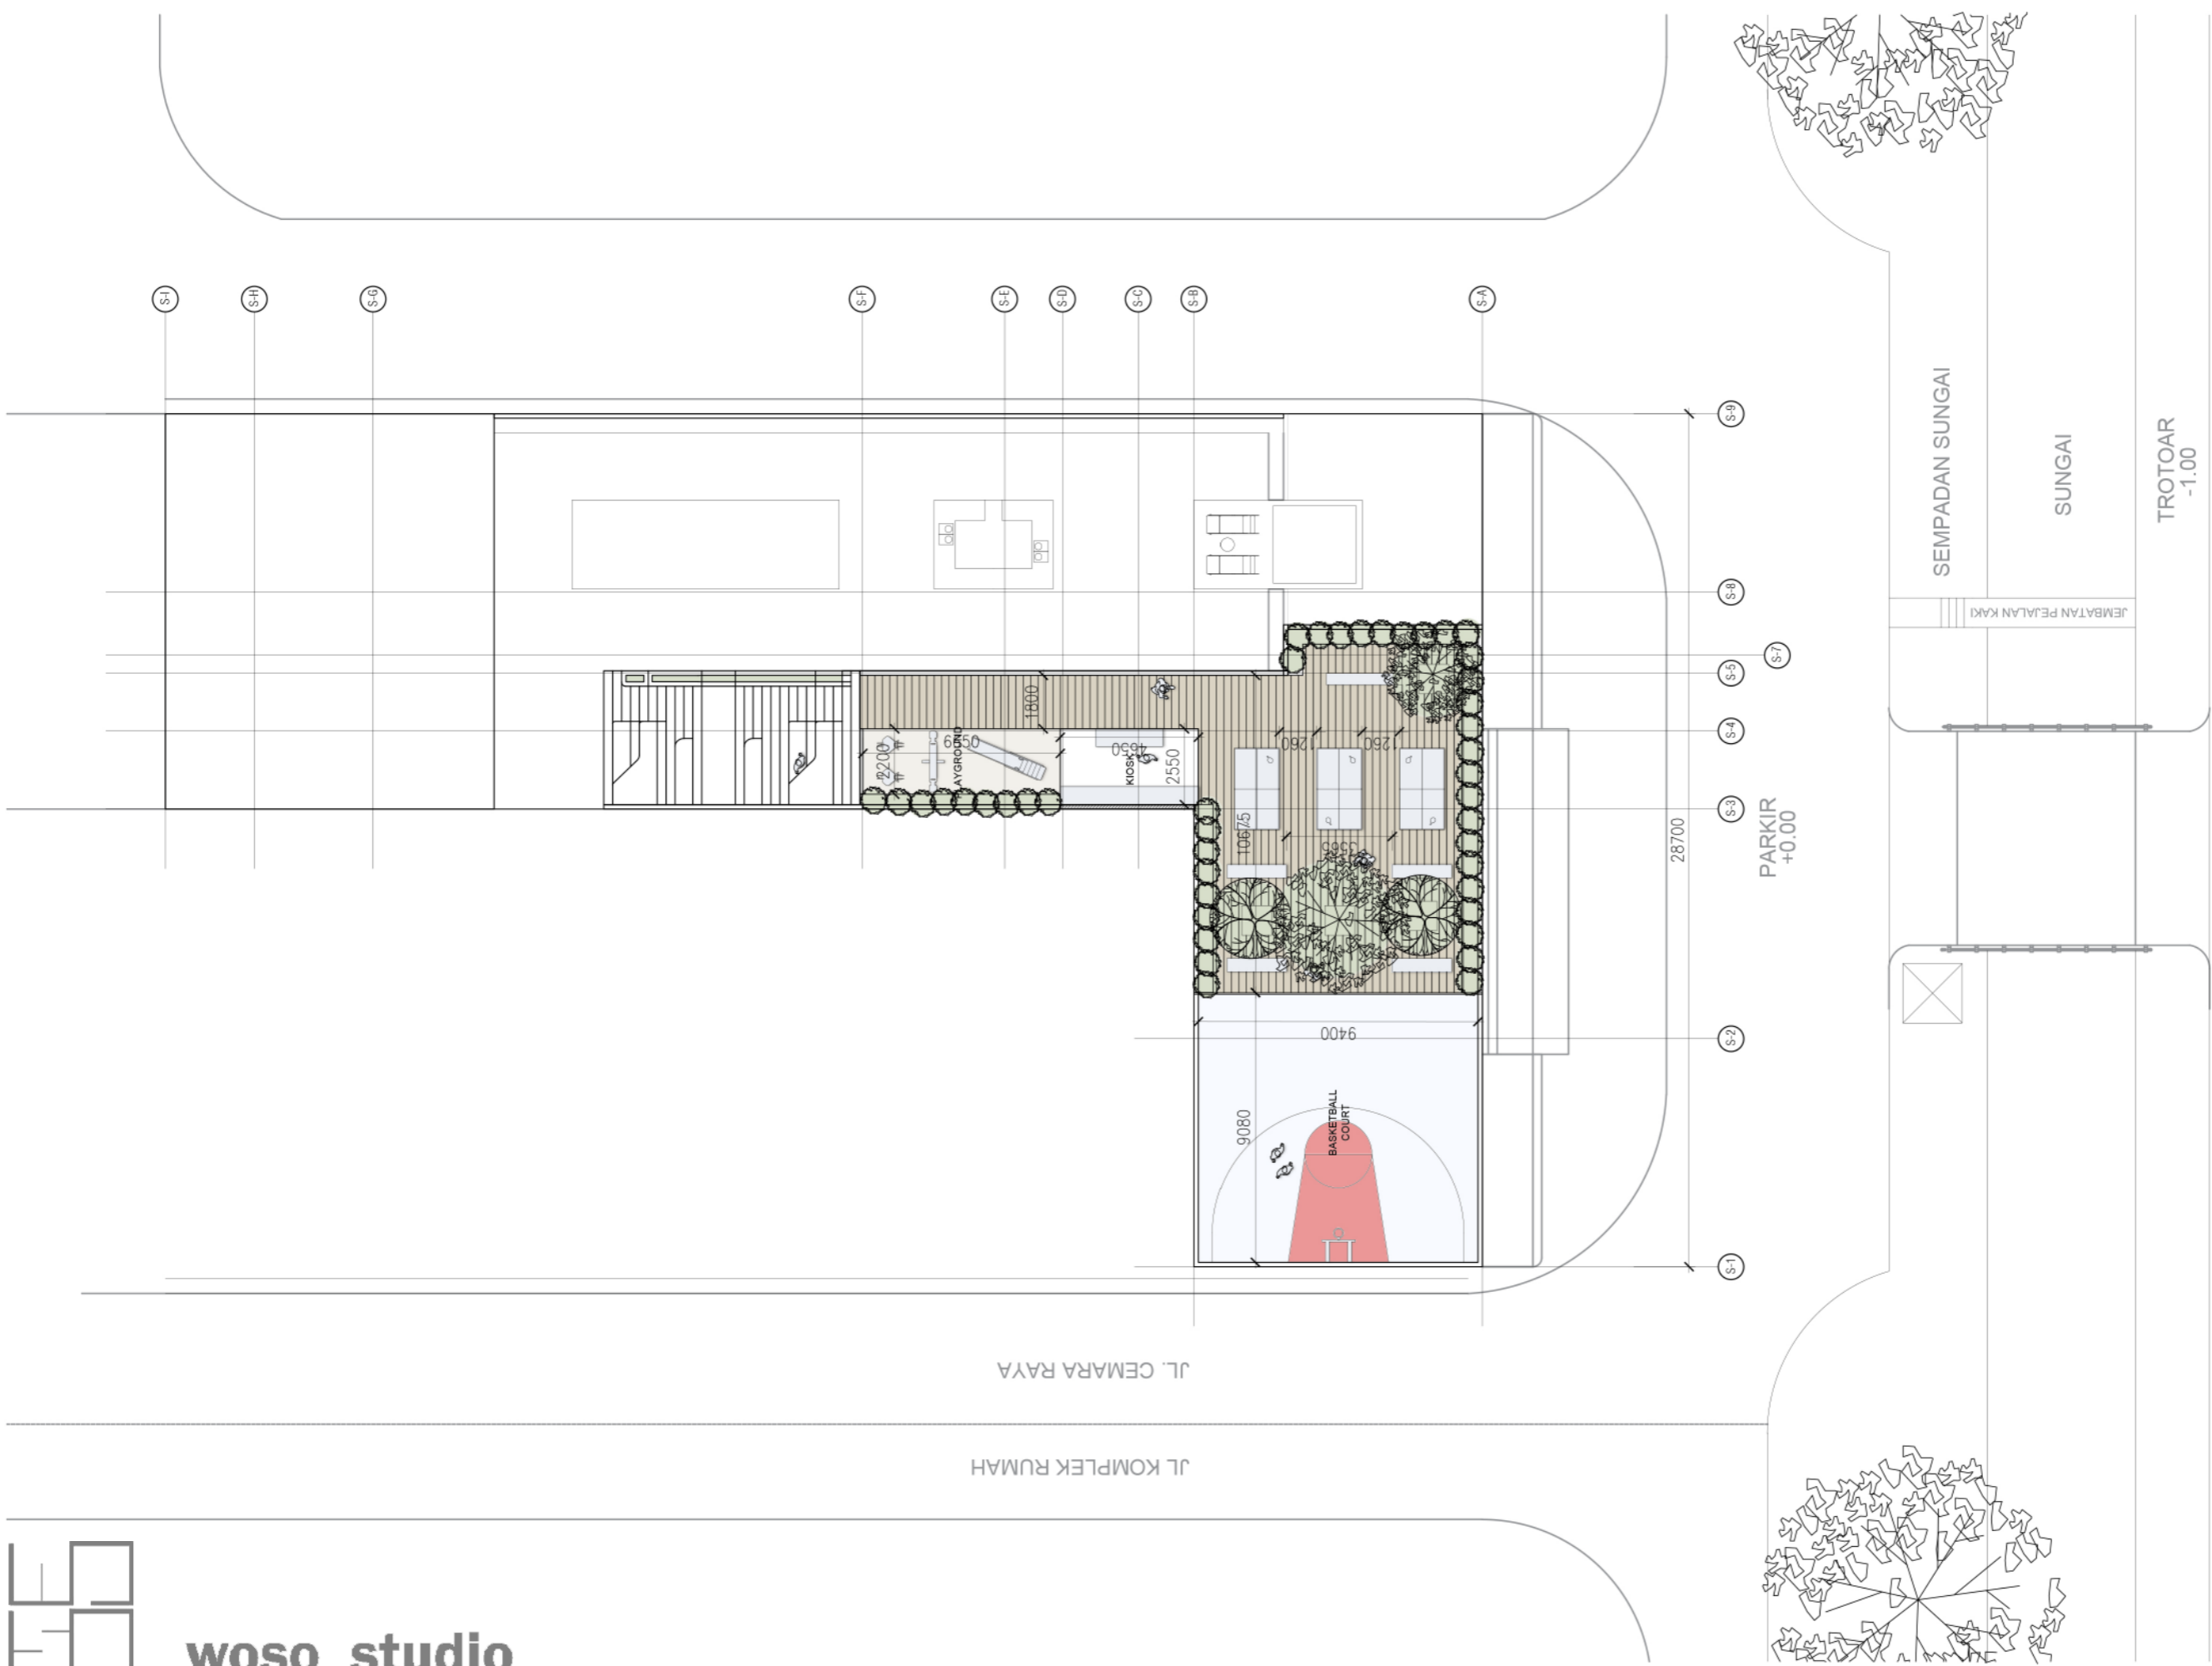 S-I
S-H
S-G
S-F
S-E
S-D
S-C
S-B
S-A
S-9
S-8
S-7
S-5
S-4
S-3
S-2
S-1
SEMPADAN SUNGAI
SUNGAI
TROTOAR
-1.00
JEMBATAN PEJALAN KAKI
PARKIR
+0.00
28700
1800
2200
PLAYGROUND
4650
KIOSK
2550
1260
1260
10675
9400
9080
BASKETBALL
COURT
JL. CEMARA RAYA
JL KOMPLEK RUMAH
woso studio